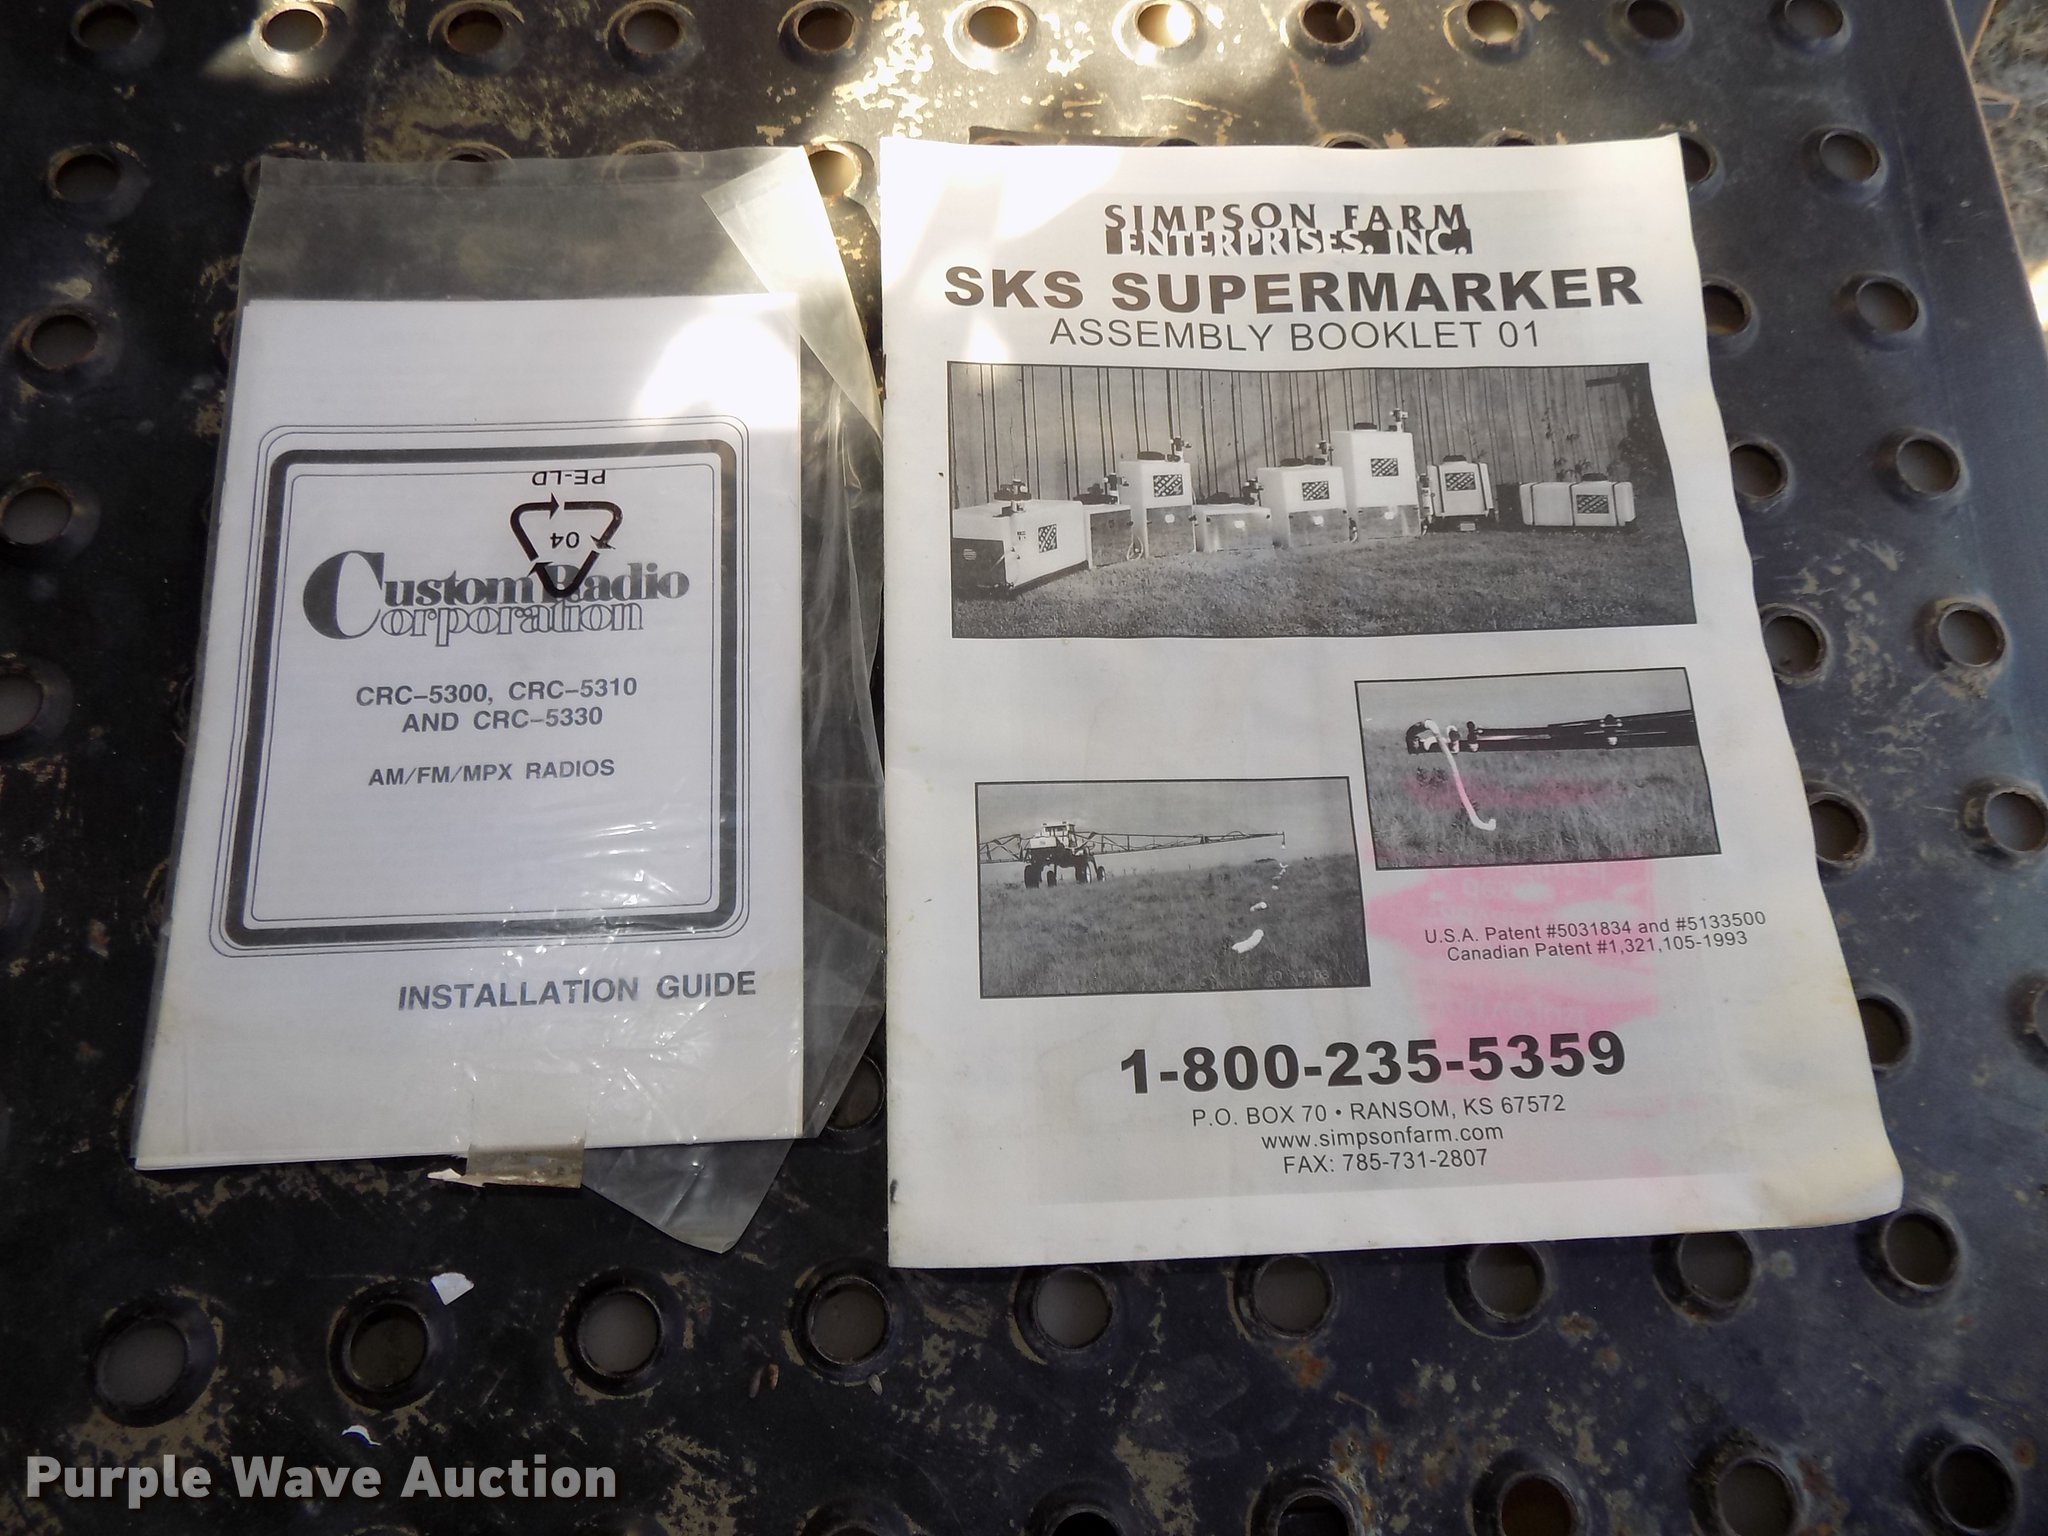 PE-LD
04
Custom Radio
Corporation
CRC-5300, CRC-5310
AND CRC-5330
AM/FM/MPX RADIOS
INSTALLATION GUIDE
SIMPSON FARM
ENTERPRISES, INC.
SKS SUPERMARKER
ASSEMBLY BOOKLET 01
U.S.A. Patent #5031834 and #5133500
Canadian Patent #1,321,105-1993
1-800-235-5359
P.O. BOX 70 • RANSOM, KS 67572
www.simpsonfarm.com
FAX: 785-731-2807
Purple Wave Auction